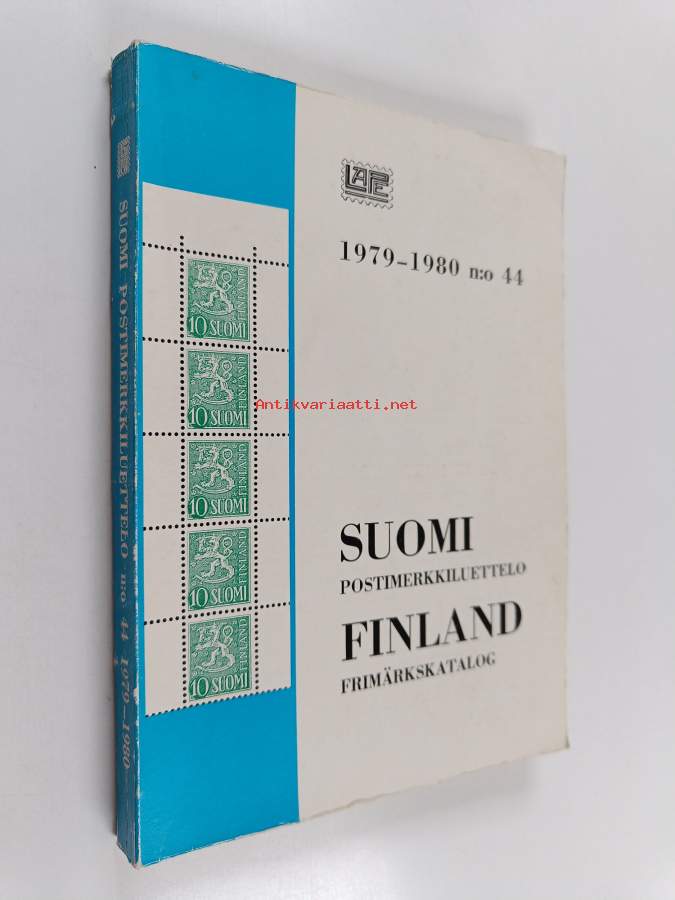 LAPE
1979–1980 n:o 44
SUOMI
POSTIMERKKILUETTELO
FINLAND
FRIMÄRKSKATALOG
SUOMI POSTIMERKKILUETTELO n:o 44 1979–1980
10 SUOMI FINLAND
10 SUOMI FINLAND
10 SUOMI FINLAND
10 SUOMI FINLAND
10 SUOMI FINLAND
Antikvariaatti.net